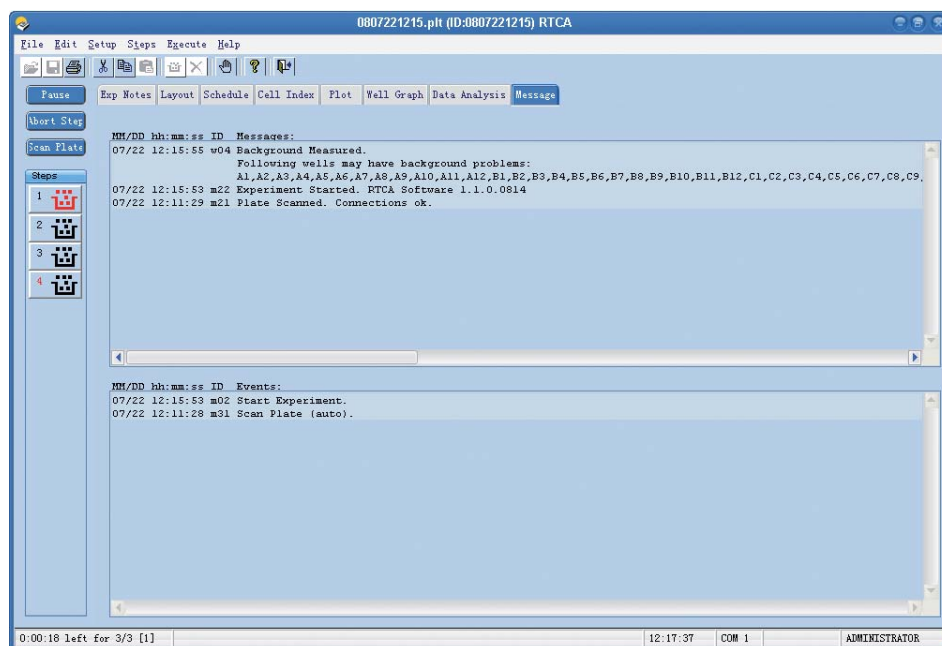 0807221215.plt (ID:0807221215) RTCA
File Edit Setup Steps Execute Help
Pause
Exp Notes Layout Schedule Cell Index Plot Well Graph Data Analysis Message
Abort Step
Scan Plate
MM/DD hh:mm:ss ID Messages:
07/22 12:15:55 w04 Background Measured.
Following wells may have background problems:
A1,A2,A3,A4,A5,A6,A7,A8,A9,A10,A11,A12,B1,B2,B3,B4,B5,B6,B7,B8,B9,B10,B11,B12,C1,C2,C3,C4,C5,C6,C7,C8,C9,
07/22 12:15:53 m22 Experiment Started. RTCA Software 1.1.0.0814
07/22 12:11:29 m21 Plate Scanned. Connections ok.
Steps
1
2
3
4
MM/DD hh:mm:ss ID Events:
07/22 12:15:53 m02 Start Experiment.
07/22 12:11:28 m31 Scan Plate (auto).
0:00:18 left for 3/3 [1] 12:17:37 COM 1 ADMINISTRATOR